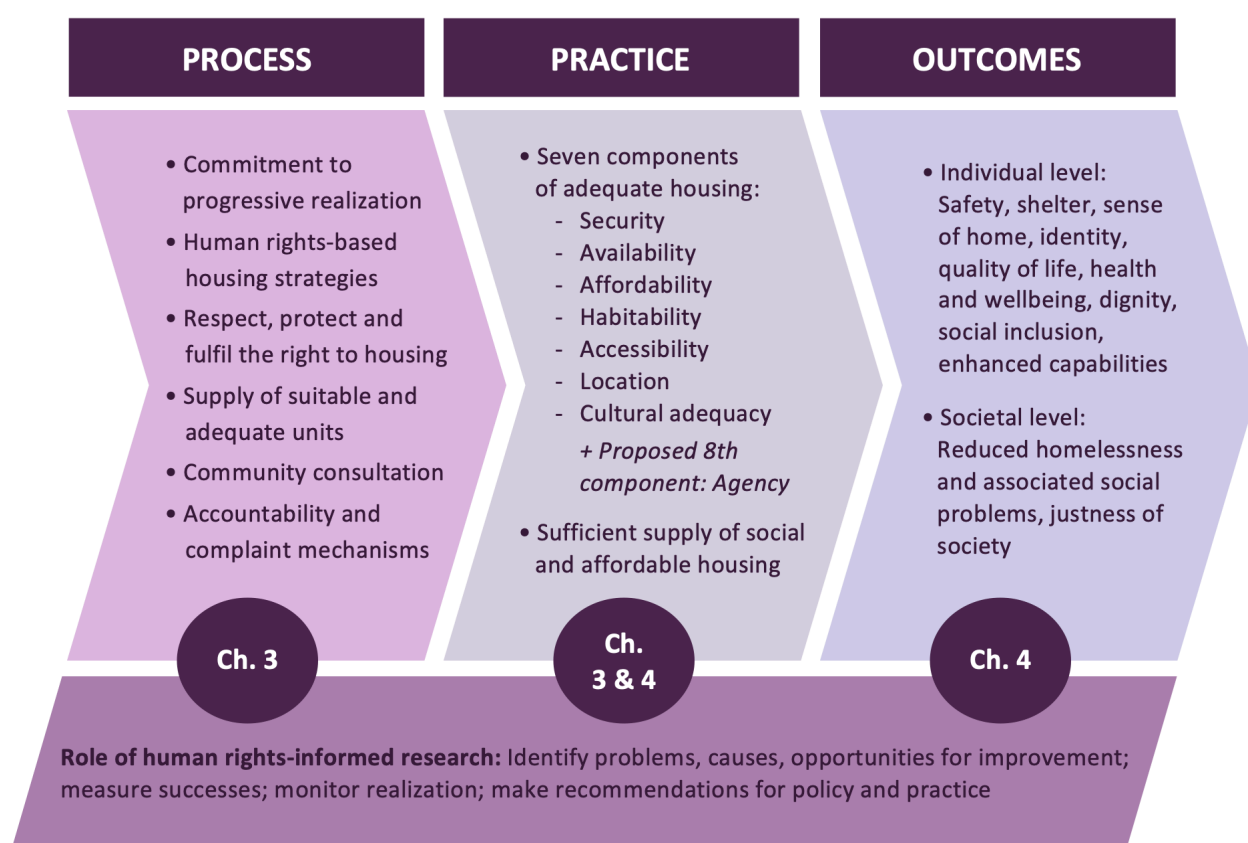 PROCESS
• Commitment to
progressive realization
• Human rights-based
housing strategies
• Respect, protect and
fulfil the right to housing
• Supply of suitable and
adequate units
• Community consultation
• Accountability and
complaint mechanisms
Ch. 3
PRACTICE
• Seven components
of adequate housing:
- Security
- Availability
- Affordability
- Habitability
- Accessibility
- Location
- Cultural adequacy
+ Proposed 8th
component: Agency
• Sufficient supply of social
and affordable housing
Ch.
3 & 4
OUTCOMES
• Individual level:
Safety, shelter, sense
of home, identity,
quality of life, health
and wellbeing, dignity,
social inclusion,
enhanced capabilities
• Societal level:
Reduced homelessness
and associated social
problems, justness of
society
Ch. 4
Role of human rights-informed research: Identify problems, causes, opportunities for improvement;
measure successes; monitor realization; make recommendations for policy and practice